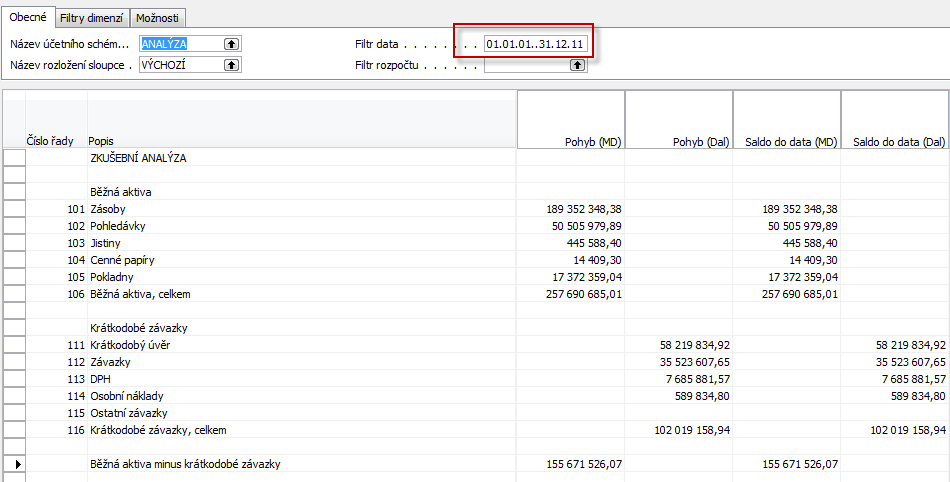 Obecné Filtry dimenzí Možnosti
Název účetního schém... ANALÝZA Filtr data . . . . . . . . 01.01.01..31.12.11
Název rozložení sloupce . VÝCHOZÍ Filtr rozpočtu . . . . . .
Číslo řady Popis Pohyb (MD) Pohyb (Dal) Saldo do data (MD) Saldo do data (Dal)
ZKUŠEBNÍ ANALÝZA
Běžná aktiva
101 Zásoby 189 352 348,38 189 352 348,38
102 Pohledávky 50 505 979,89 50 505 979,89
103 Jistiny 445 588,40 445 588,40
104 Cenné papíry 14 409,30 14 409,30
105 Pokladny 17 372 359,04 17 372 359,04
106 Běžná aktiva, celkem 257 690 685,01 257 690 685,01
Krátkodobé závazky
111 Krátkodobý úvěr 58 219 834,92 58 219 834,92
112 Závazky 35 523 607,65 35 523 607,65
113 DPH 7 685 881,57 7 685 881,57
114 Osobní náklady 589 834,80 589 834,80
115 Ostatní závazky
116 Krátkodobé závazky, celkem 102 019 158,94 102 019 158,94
Běžná aktiva minus krátkodobé závazky 155 671 526,07 155 671 526,07